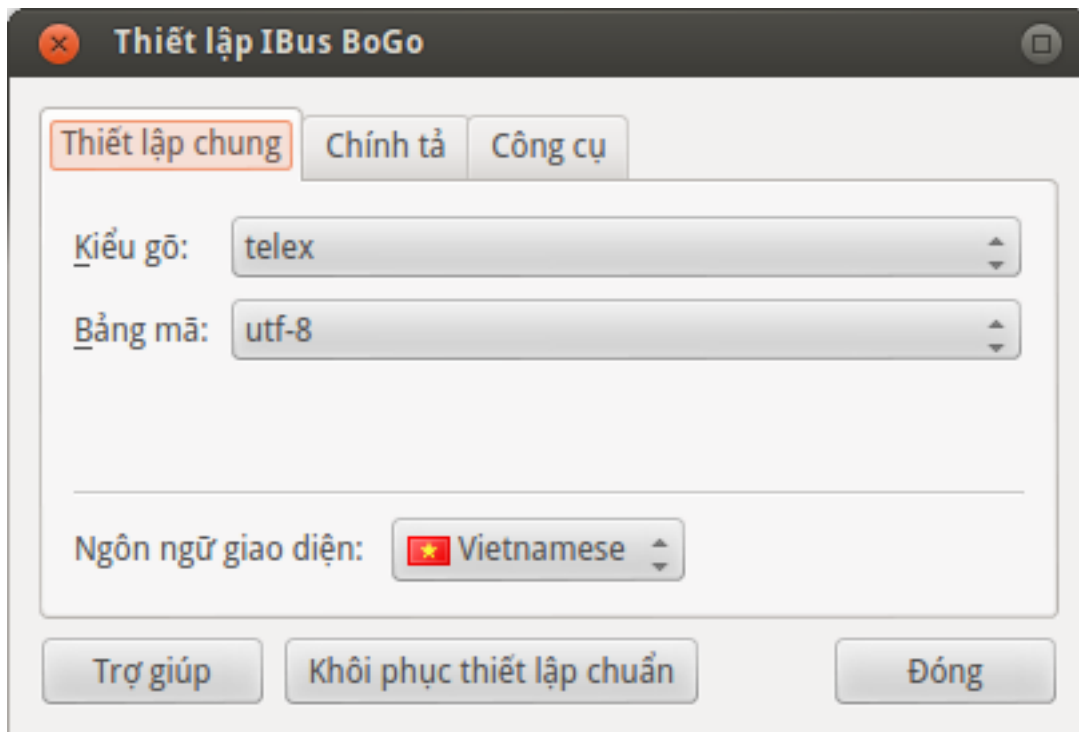 Thiết lập IBus BoGo
Thiết lập chung Chính tả Công cụ
Kiểu gõ: telex
Bảng mã: utf-8
Ngôn ngữ giao diện: Vietnamese
Trợ giúp Khôi phục thiết lập chuẩn Đóng